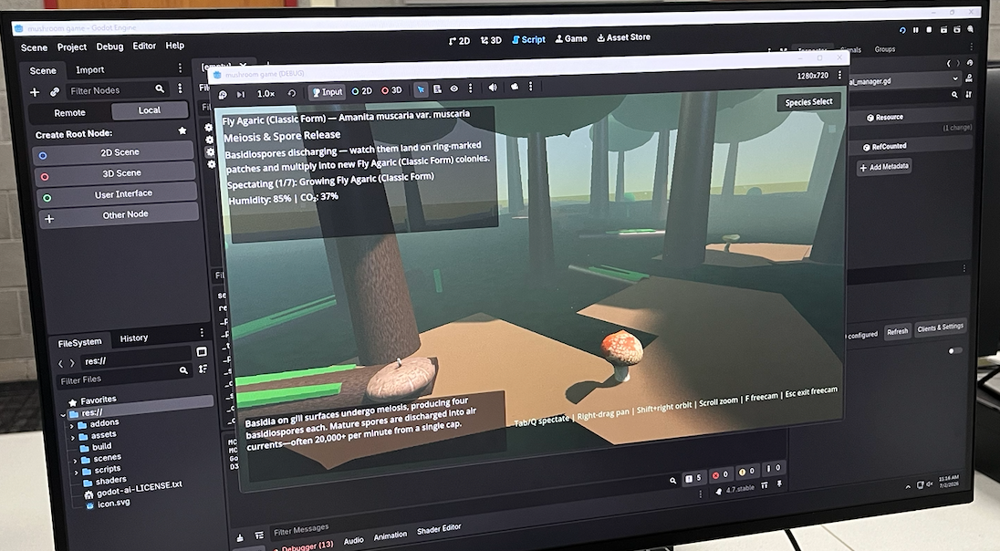 mushroom game - Godot Engine
Scene Project Debug Editor Help
2D 3D Script Game Asset Store
Scene Import
Filter Nodes
Remote Local
Create Root Node:
2D Scene
3D Scene
User Interface
Other Node
FileSystem History
res://
Filter Files
Favorites
res://
addons
assets
build
scenes
scripts
shaders
godot-ai-LICENSE.txt
icon.svg
mushroom game (DEBUG)
1.0x Input 2D 3D
1280x720
Species Select
Fly Agaric (Classic Form) — Amanita muscaria var. muscaria
Meiosis & Spore Release
Basidiospores discharging — watch them land on ring-marked
patches and multiply into new Fly Agaric (Classic Form) colonies.
Spectating (1/7): Growing Fly Agaric (Classic Form)
Humidity: 85% | CO₂: 37%
Basidia on gill surfaces undergo meiosis, producing four
basidiospores each. Mature spores are discharged into air
currents—often 20,000+ per minute from a single cap.
Tab/Q spectate | Right-drag pan | Shift+right orbit | Scroll zoom | F freecam | Esc exit freecam
Groups
al_manager.gd
Resource
(1 change)
RefCounted
Add Metadata
configured Refresh Clients & Settings
5 0 0 0
4.7.stable
Filter Messages
Debugger (13) Audio Animation Shader Editor
11:16 AM
7/2/2026